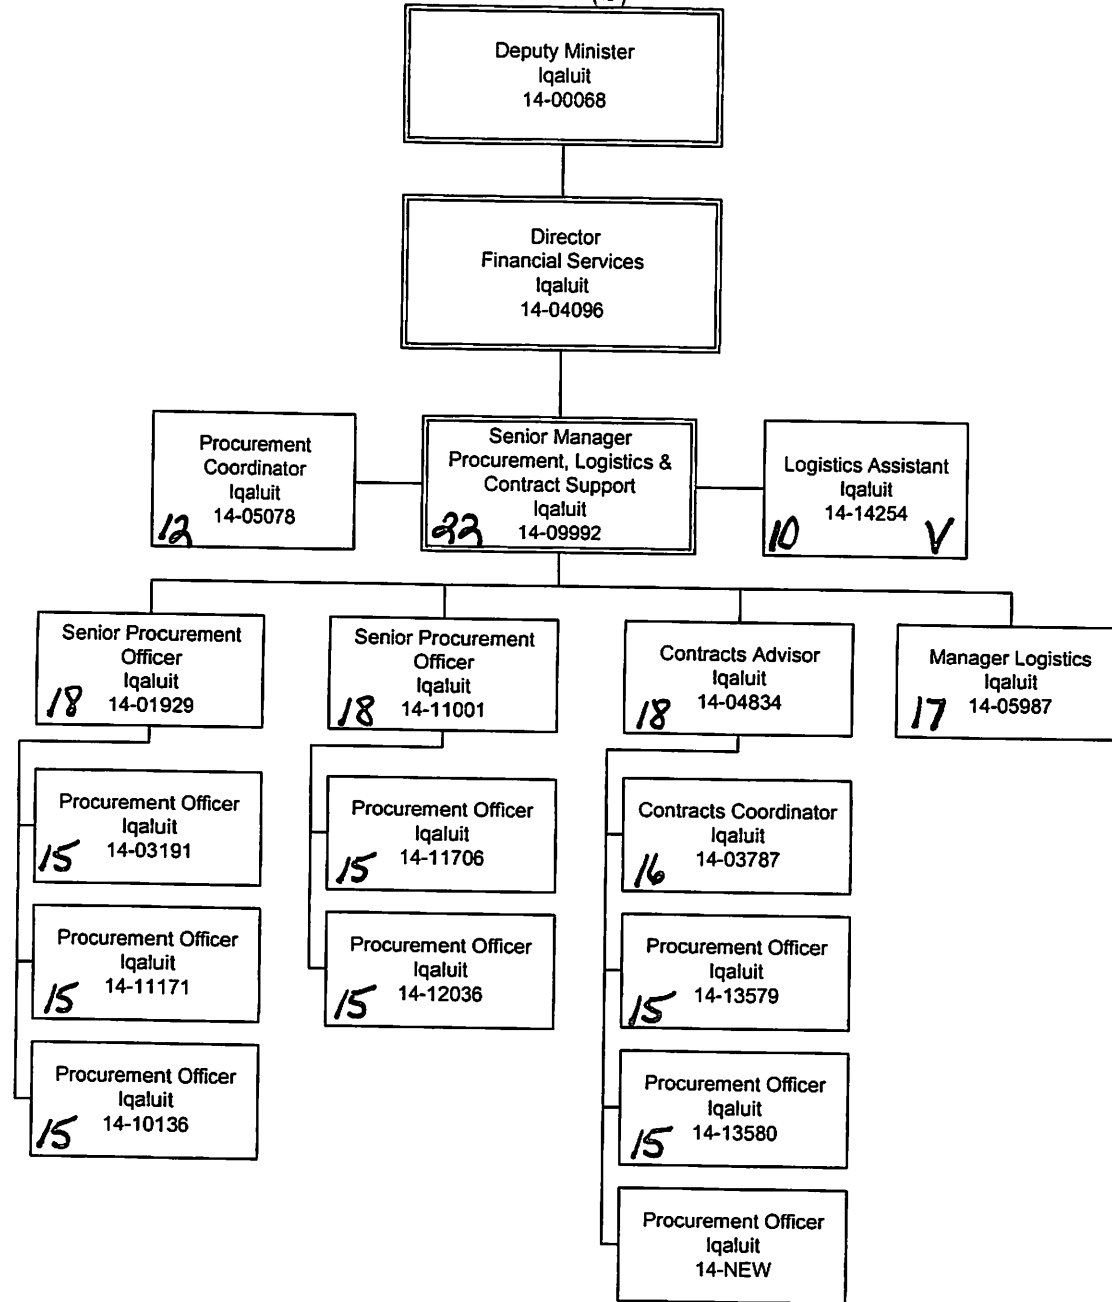 Deputy Minister
Iqaluit
14-00068
Director
Financial Services
Iqaluit
14-04096
Procurement
Coordinator
Iqaluit
14-05078
12
Senior Manager
Procurement, Logistics &
Contract Support
Iqaluit
14-09992
22
Logistics Assistant
Iqaluit
14-14254
10 V
Senior Procurement
Officer
Iqaluit
14-01929
18
Senior Procurement
Officer
Iqaluit
14-11001
18
Contracts Advisor
Iqaluit
14-04834
18
Manager Logistics
Iqaluit
14-05987
17
Procurement Officer
Iqaluit
14-03191
15
Procurement Officer
Iqaluit
14-11171
15
Procurement Officer
Iqaluit
14-10136
15
Procurement Officer
Iqaluit
14-11706
15
Procurement Officer
Iqaluit
14-12036
15
Contracts Coordinator
Iqaluit
14-03787
16
Procurement Officer
Iqaluit
14-13579
15
Procurement Officer
Iqaluit
14-13580
15
Procurement Officer
Iqaluit
14-NEW